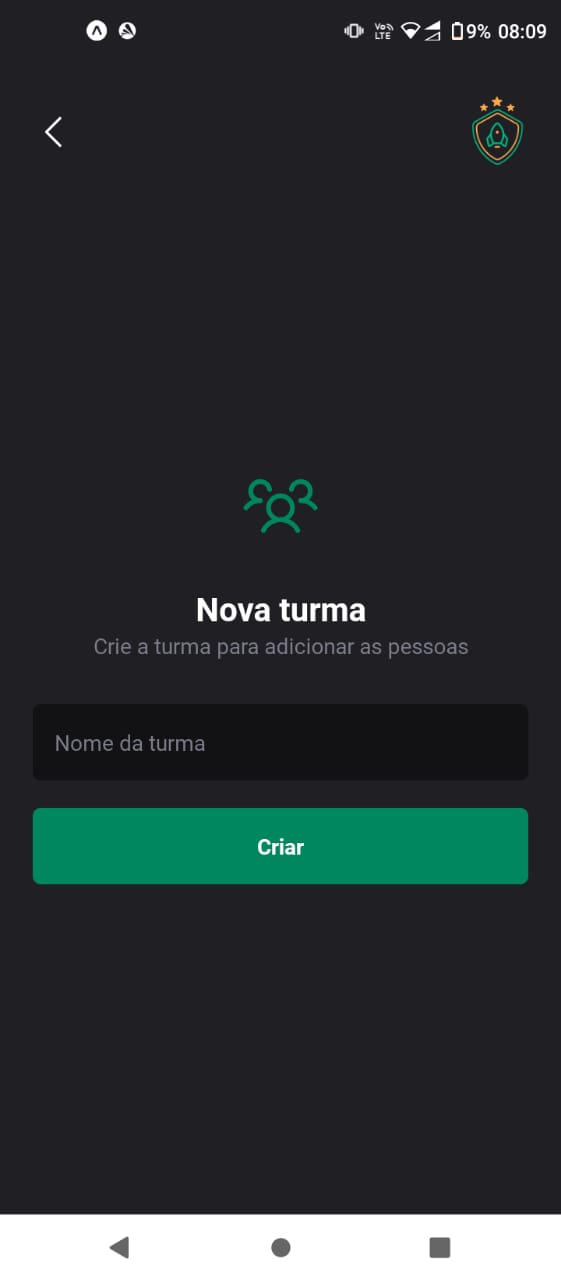 Vo LTE 9% 08:09
Nova turma
Crie a turma para adicionar as pessoas
Nome da turma
Criar